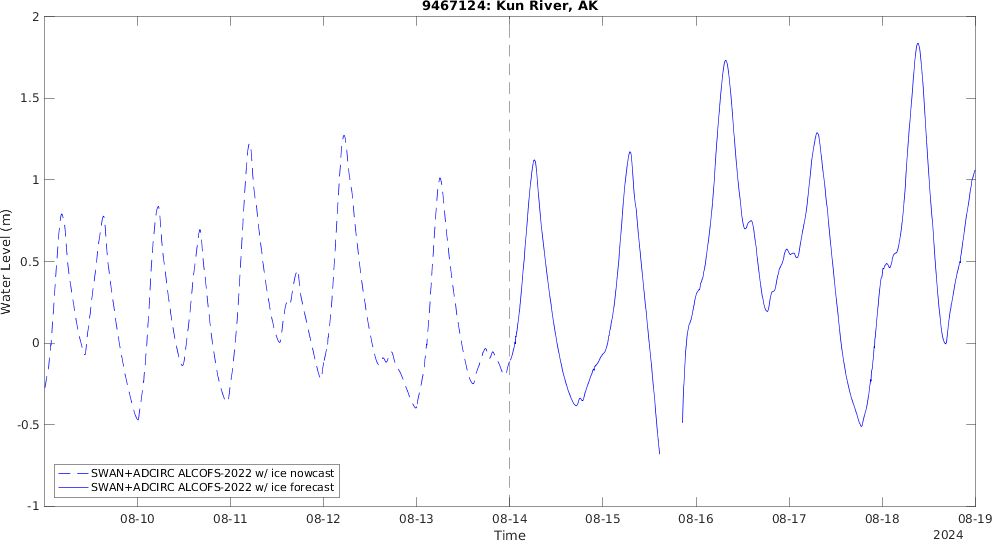 9467124: Kun River, AK
2
1.5
1
0.5
0
-0.5
-1
Water Level (m)
SWAN+ADCIRC ALCOFS-2022 w/ ice nowcast
SWAN+ADCIRC ALCOFS-2022 w/ ice forecast
08-10 08-11 08-12 08-13 08-14 08-15 08-16 08-17 08-18 08-19
Time
2024